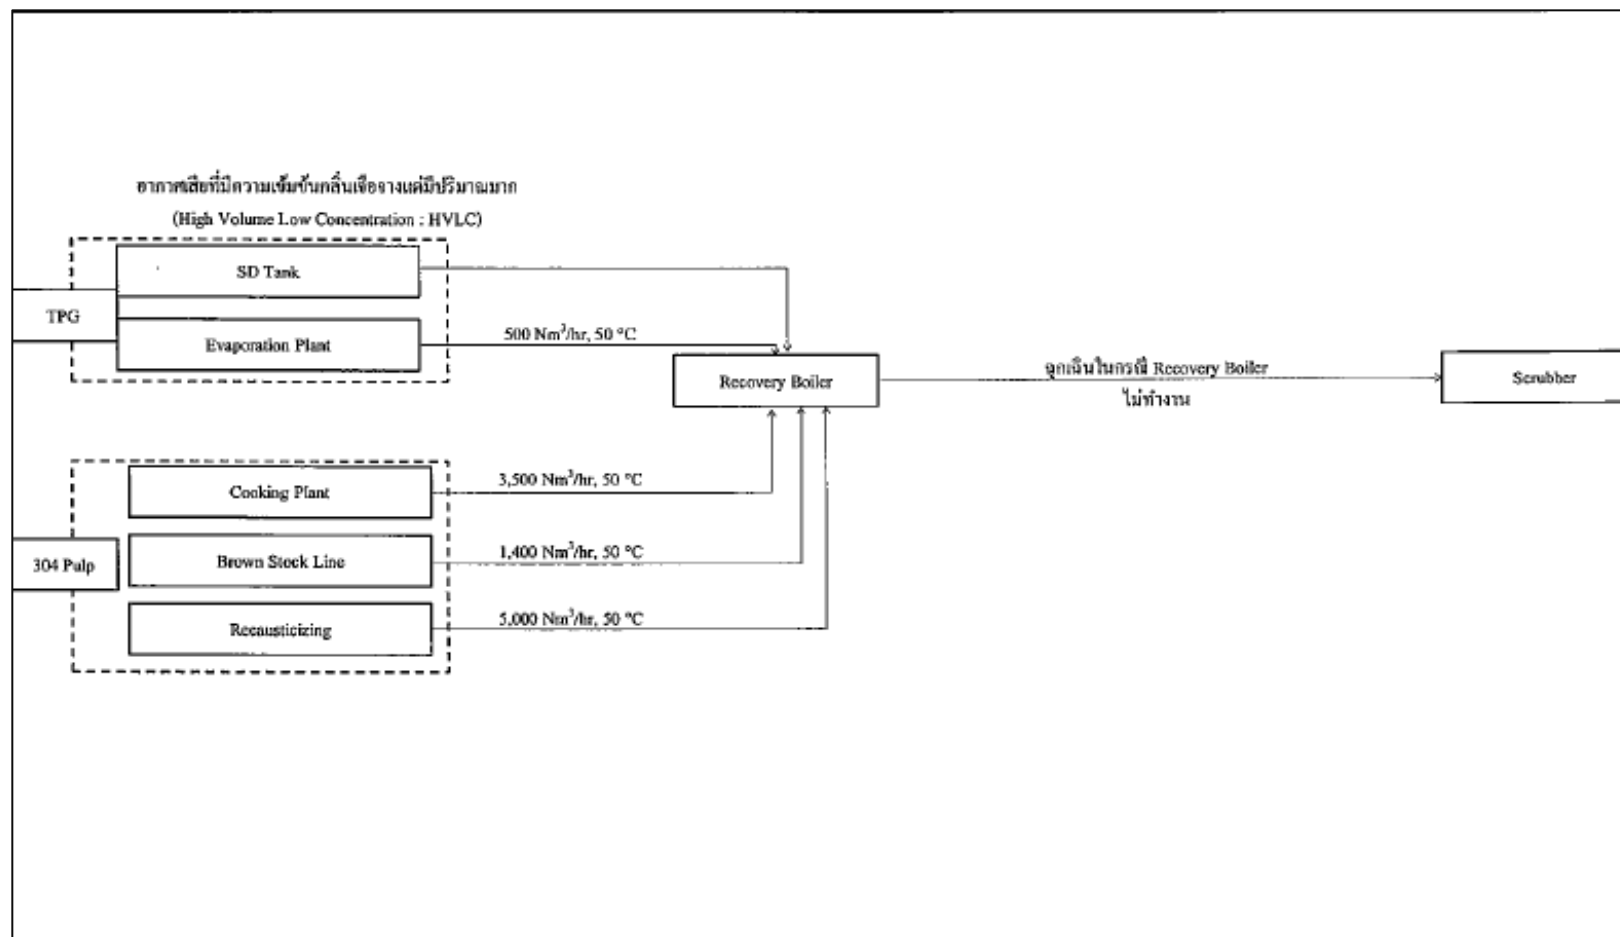 อากาศเสียที่มีความเข้มข้นกลิ่นเจือจางแต่มีปริมาณมาก
(High Volume Low Concentration : HVLC)
SD Tank
TPG
Evaporation Plant
500 Nm³/hr, 50 °C
Recovery Boiler
ฉุกเฉินในกรณี Recovery Boiler
ไม่ทำงาน
Scrubber
Cooking Plant
3,500 Nm³/hr, 50 °C
304 Pulp
Brown Stock Line
1,400 Nm³/hr, 50 °C
Recausticizing
5,000 Nm³/hr, 50 °C